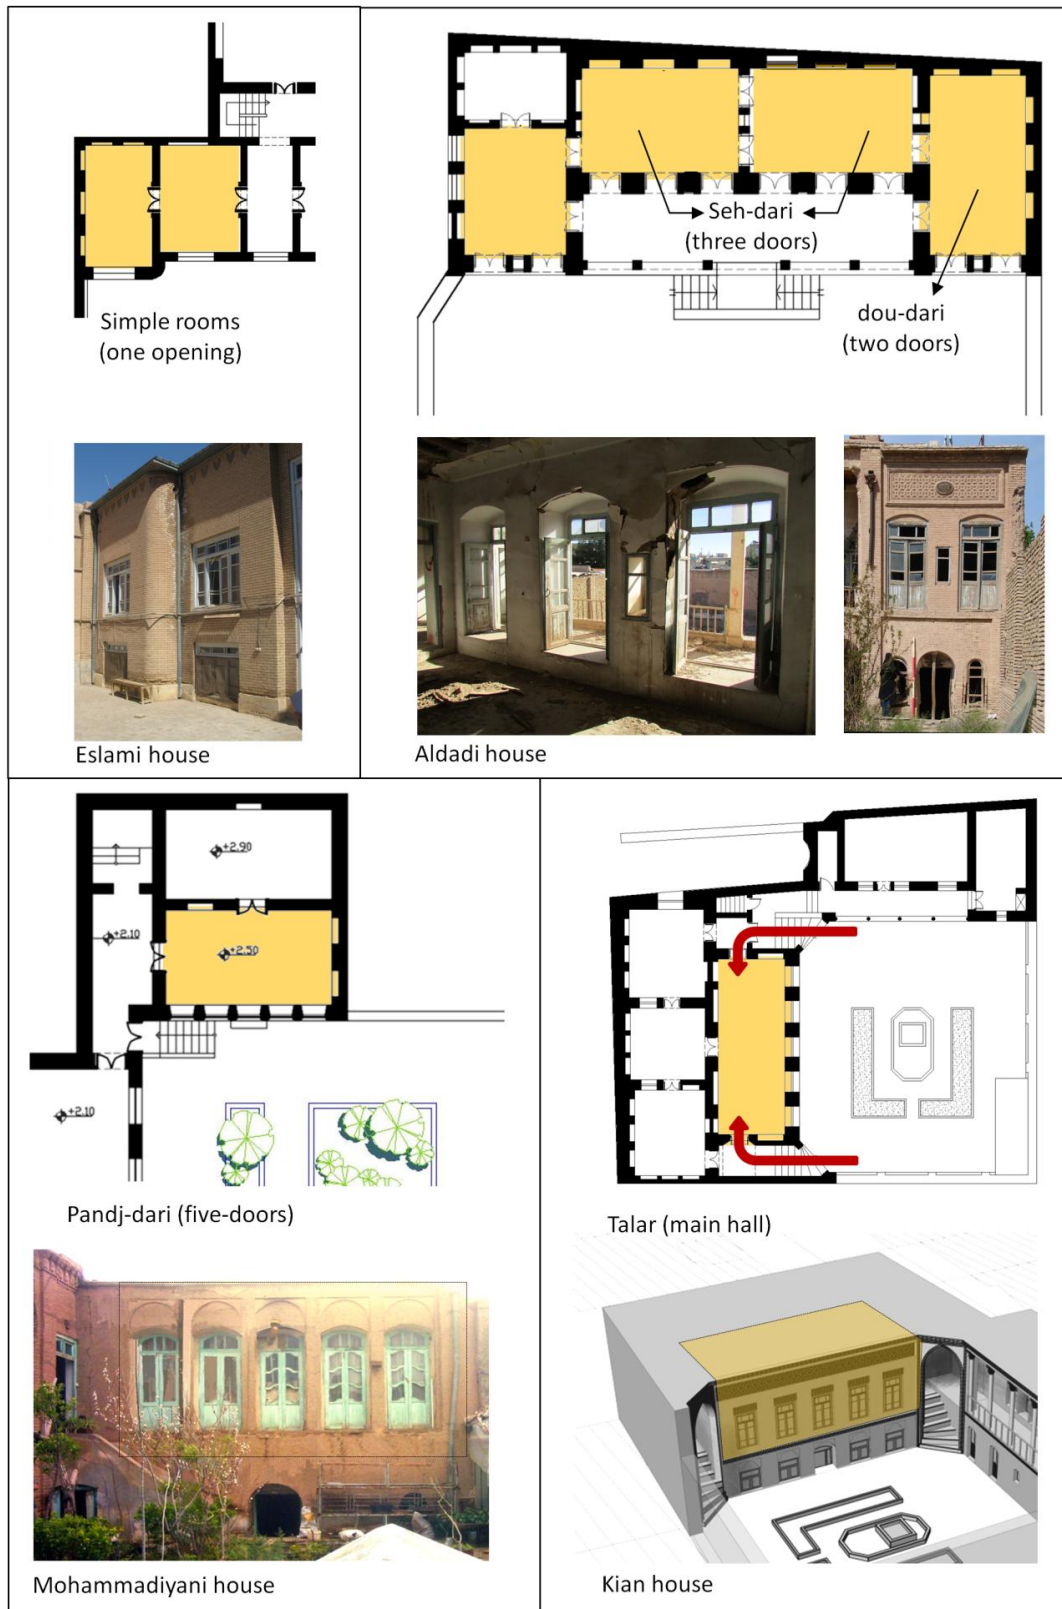 Simple rooms
(one opening)
Eslami house
Seh-dari
(three doors)
dou-dari
(two doors)
Aldadi house
+2.90
+2.10
+2.50
+2.10
Pandj-dari (five-doors)
Mohammadiyani house
Talar (main hall)
Kian house